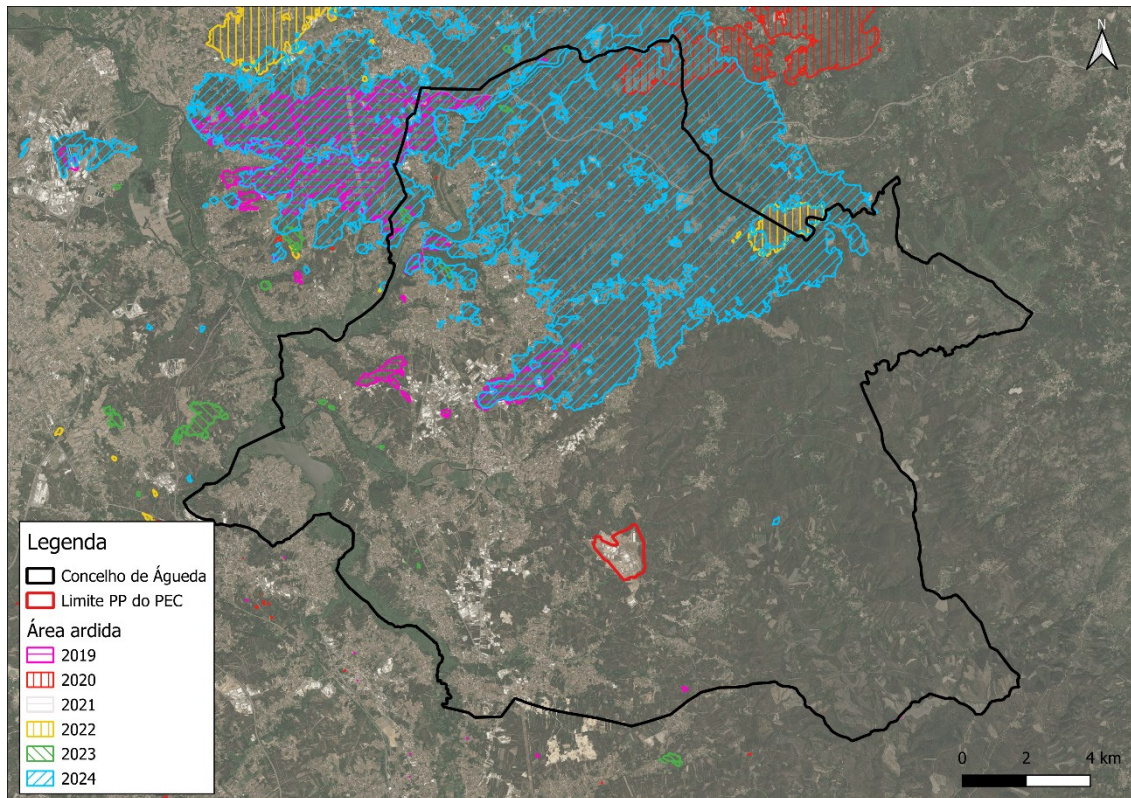 N
Legenda
Concelho de Águeda
Limite PP do PEC
Área ardida
2019
2020
2021
2022
2023
2024
0 2 4 km